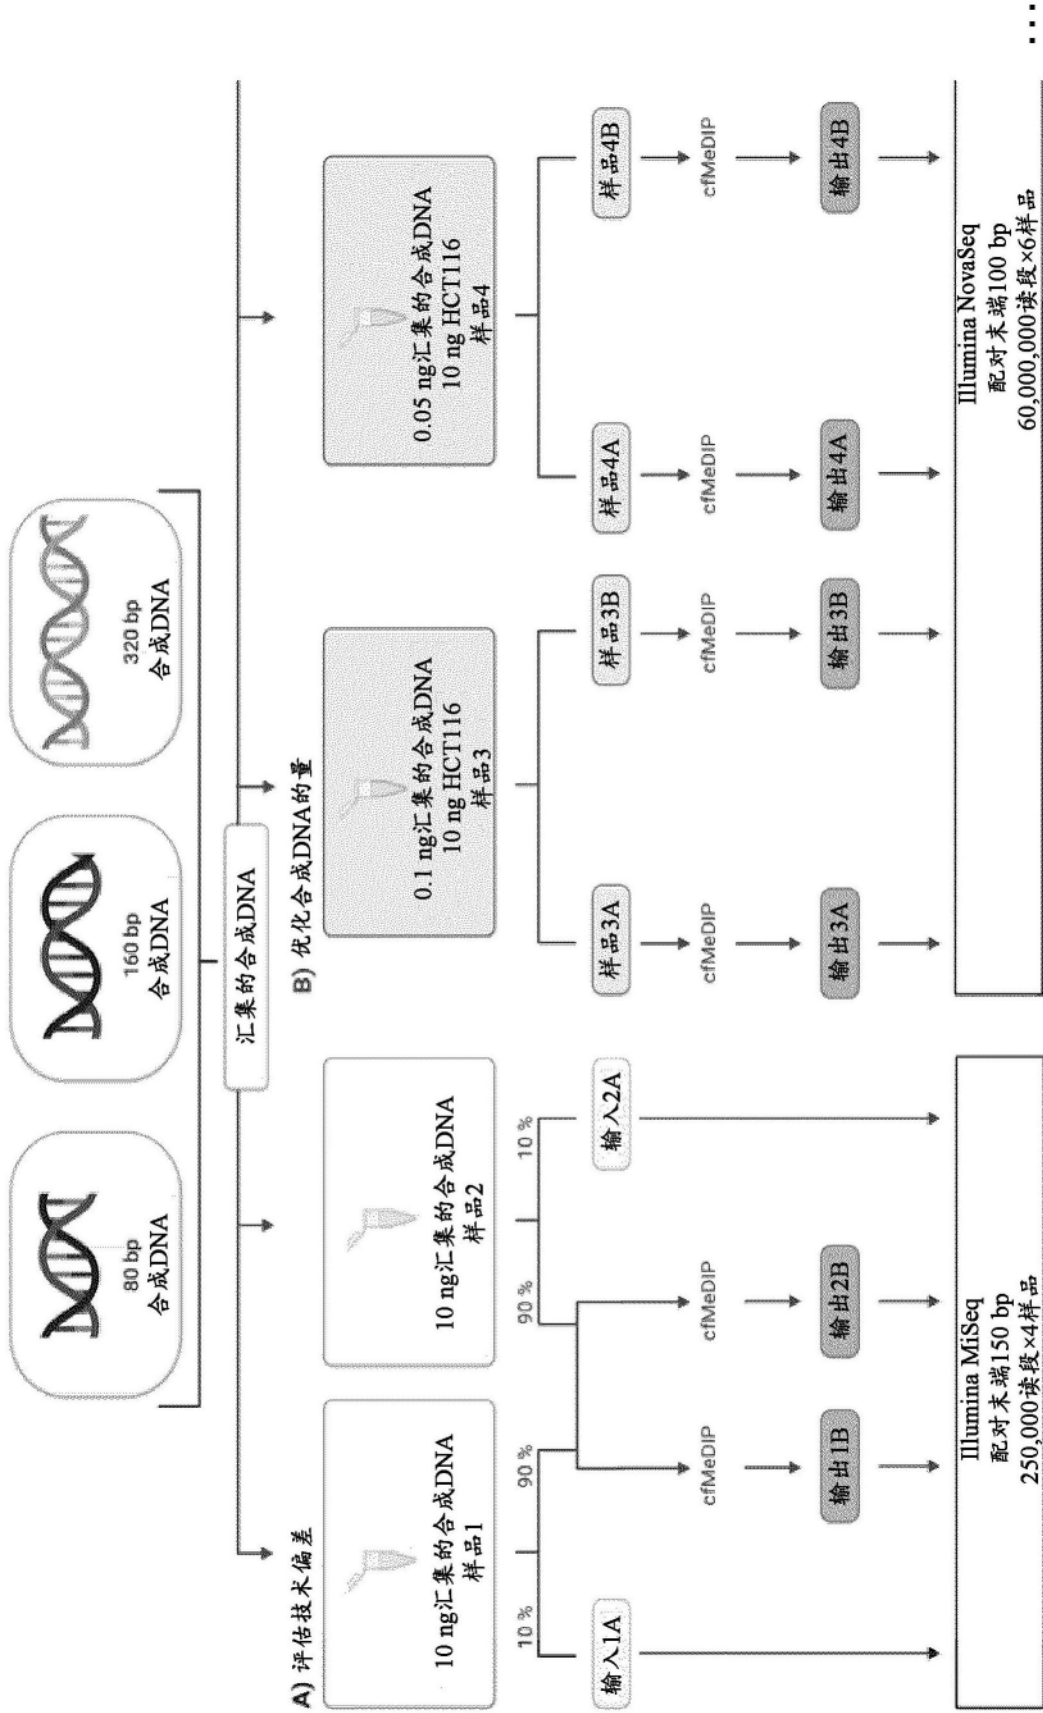 80 bp
合成DNA
160 bp
合成DNA
320 bp
合成DNA
汇集的合成DNA
A) 评估技术偏差
10 ng汇集的合成DNA
样品1
10 ng汇集的合成DNA
样品2
10 %
90 %
90 %
10 %
输入1A
cfMeDIP
cfMeDIP
输入2A
输出1B
输出2B
Illumina MiSeq
配对末端150 bp
250,000读段×4样品
B) 优化合成DNA的量
0.1 ng汇集的合成DNA
10 ng HCT116
样品3
0.05 ng汇集的合成DNA
10 ng HCT116
样品4
样品3A
样品3B
样品4A
样品4B
cfMeDIP
cfMeDIP
cfMeDIP
cfMeDIP
输出3A
输出3B
输出4A
输出4B
Illumina NovaSeq
配对末端100 bp
60,000,000读段×6样品
...